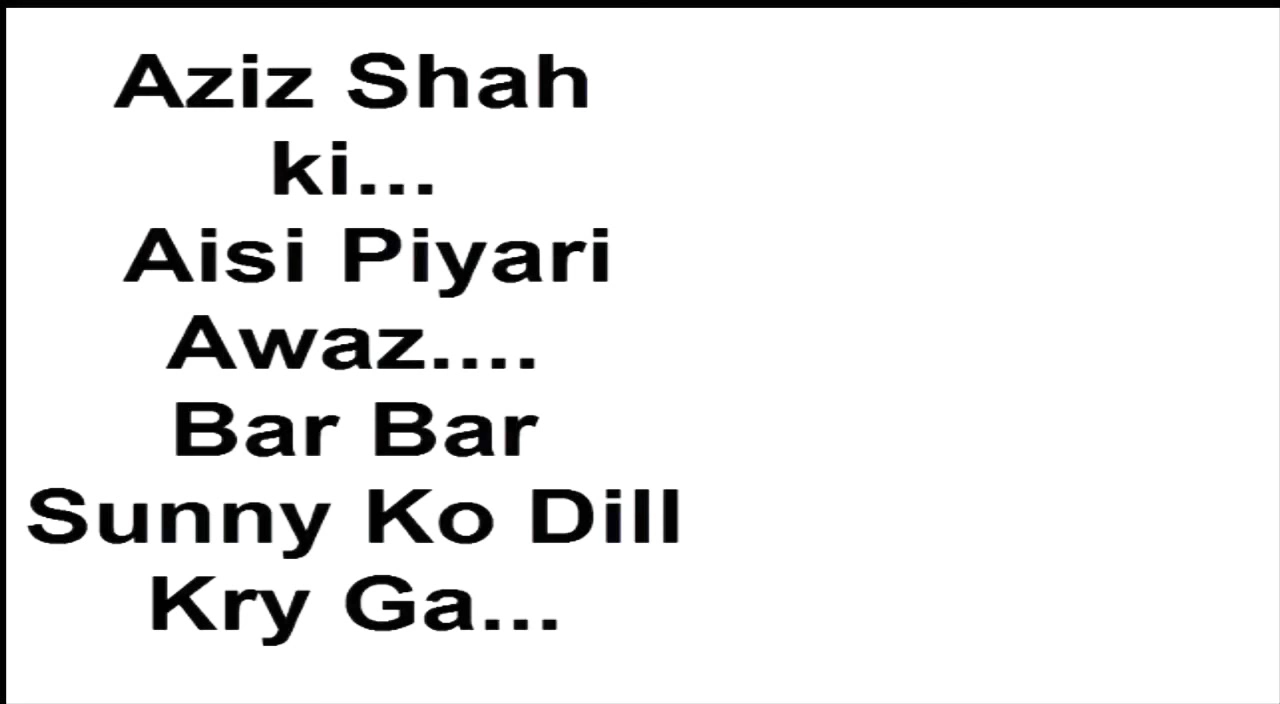 Aziz Shah
ki...
Aisi Piyari
Awaz....
Bar Bar
Sunny Ko Dill
Kry Ga...